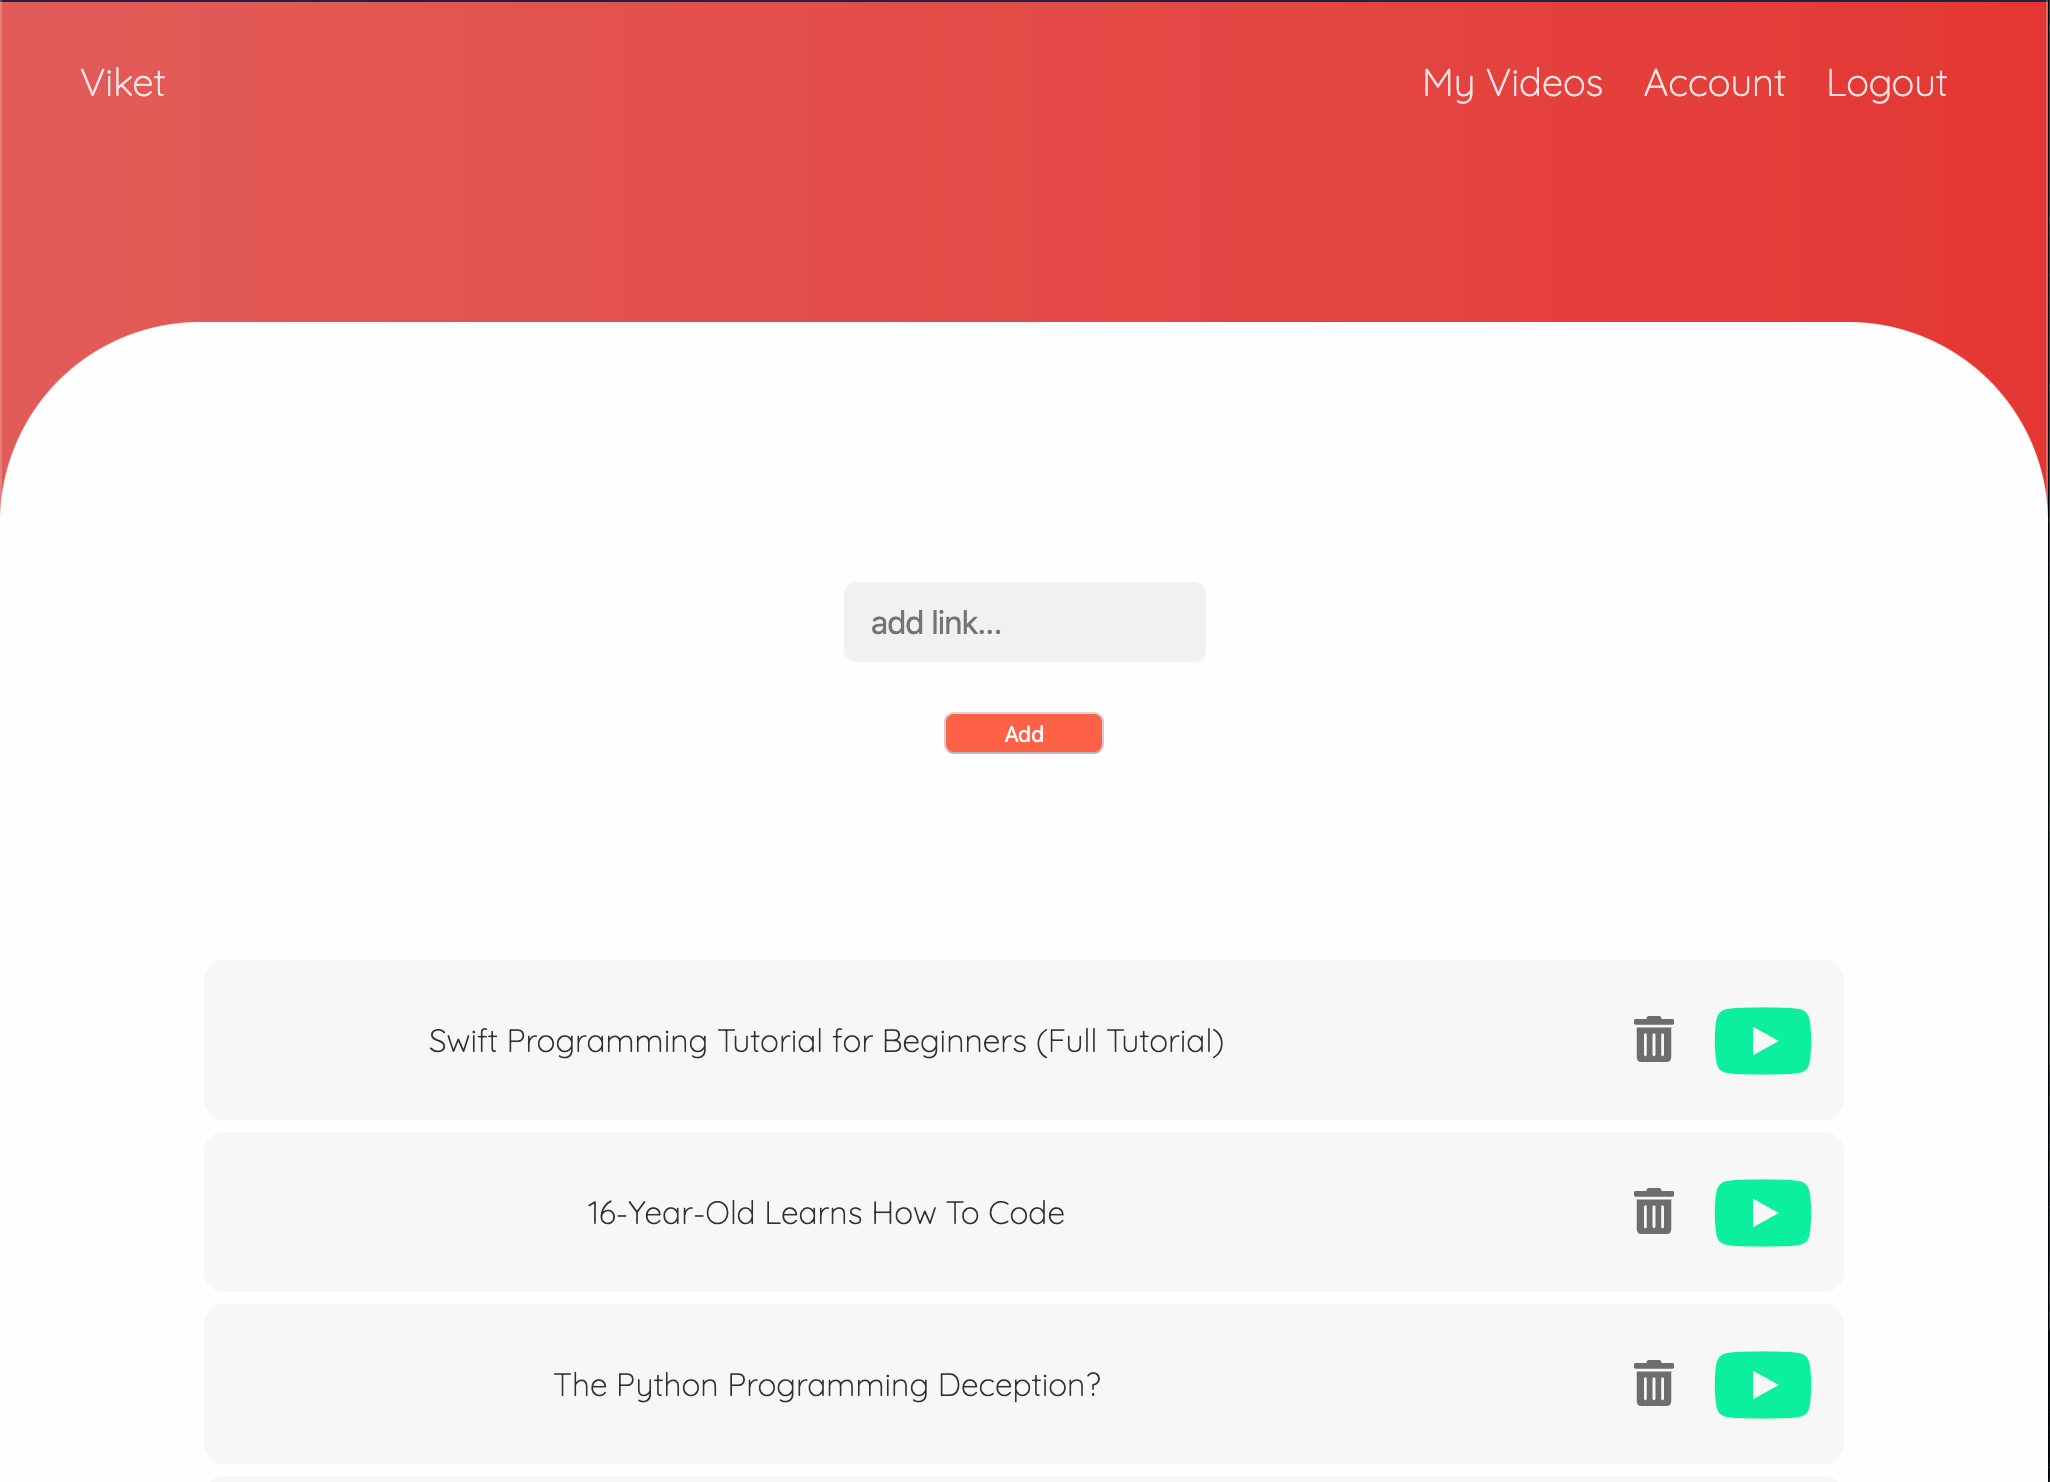 Viket
My Videos Account Logout
add link...
Add
Swift Programming Tutorial for Beginners (Full Tutorial)
16-Year-Old Learns How To Code
The Python Programming Deception?